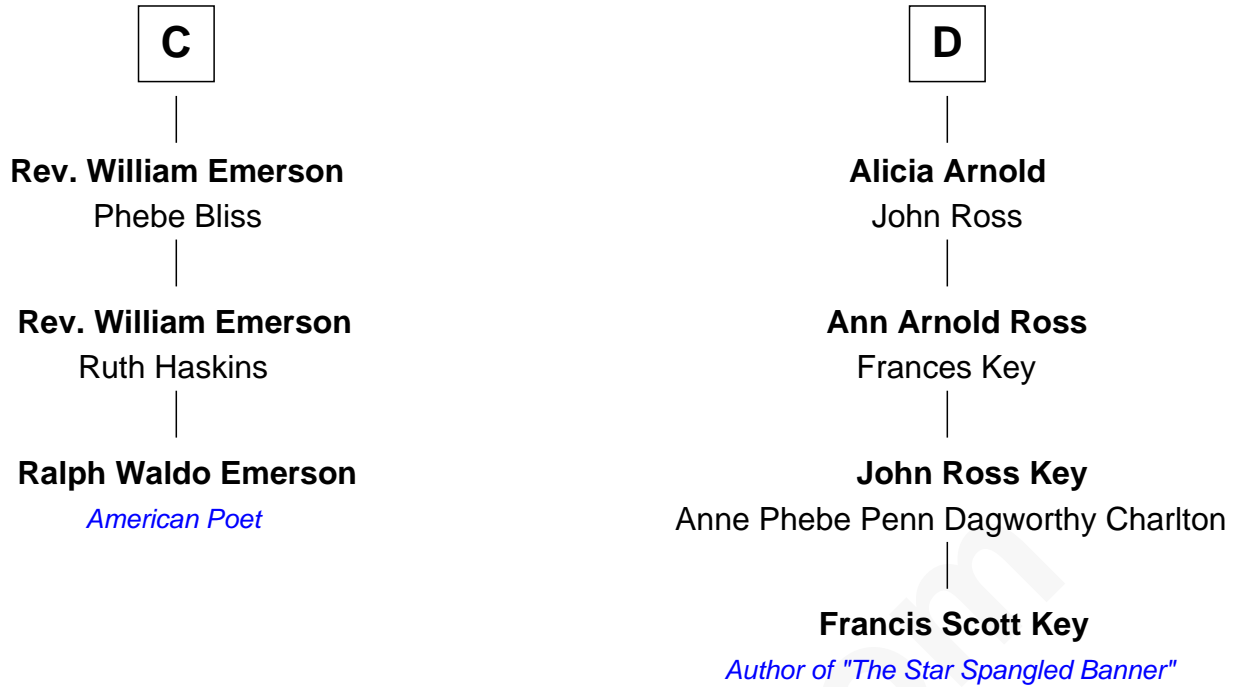 C
Rev. William Emerson
Phebe Bliss
Rev. William Emerson
Ruth Haskins
Ralph Waldo Emerson
American Poet
D
Alicia Arnold
John Ross
Ann Arnold Ross
Frances Key
John Ross Key
Anne Phebe Penn Dagworthy Charlton
Francis Scott Key
Author of "The Star Spangled Banner"